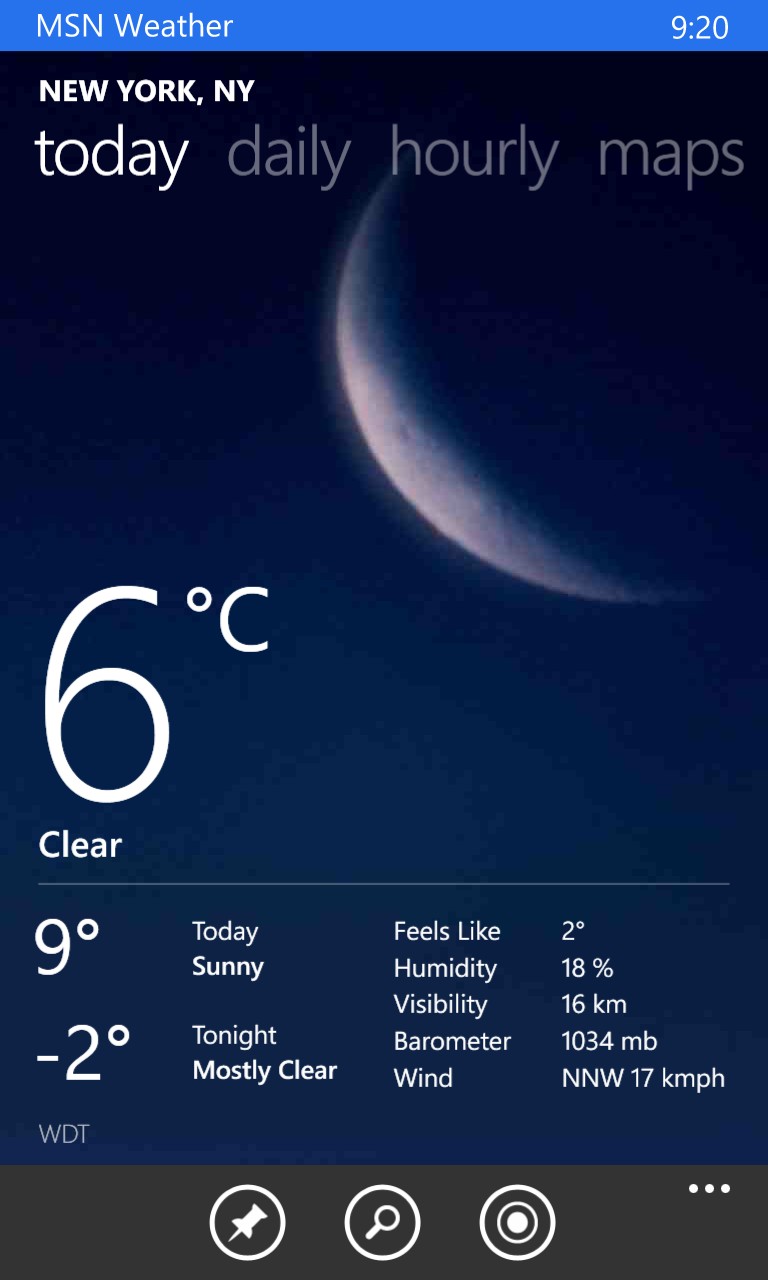 MSN Weather 9:20
NEW YORK, NY
today daily hourly maps
6 °C
Clear
9° Today
Sunny
-2° Tonight
Mostly Clear
Feels Like 2°
Humidity 18 %
Visibility 16 km
Barometer 1034 mb
Wind NNW 17 kmph
WDT